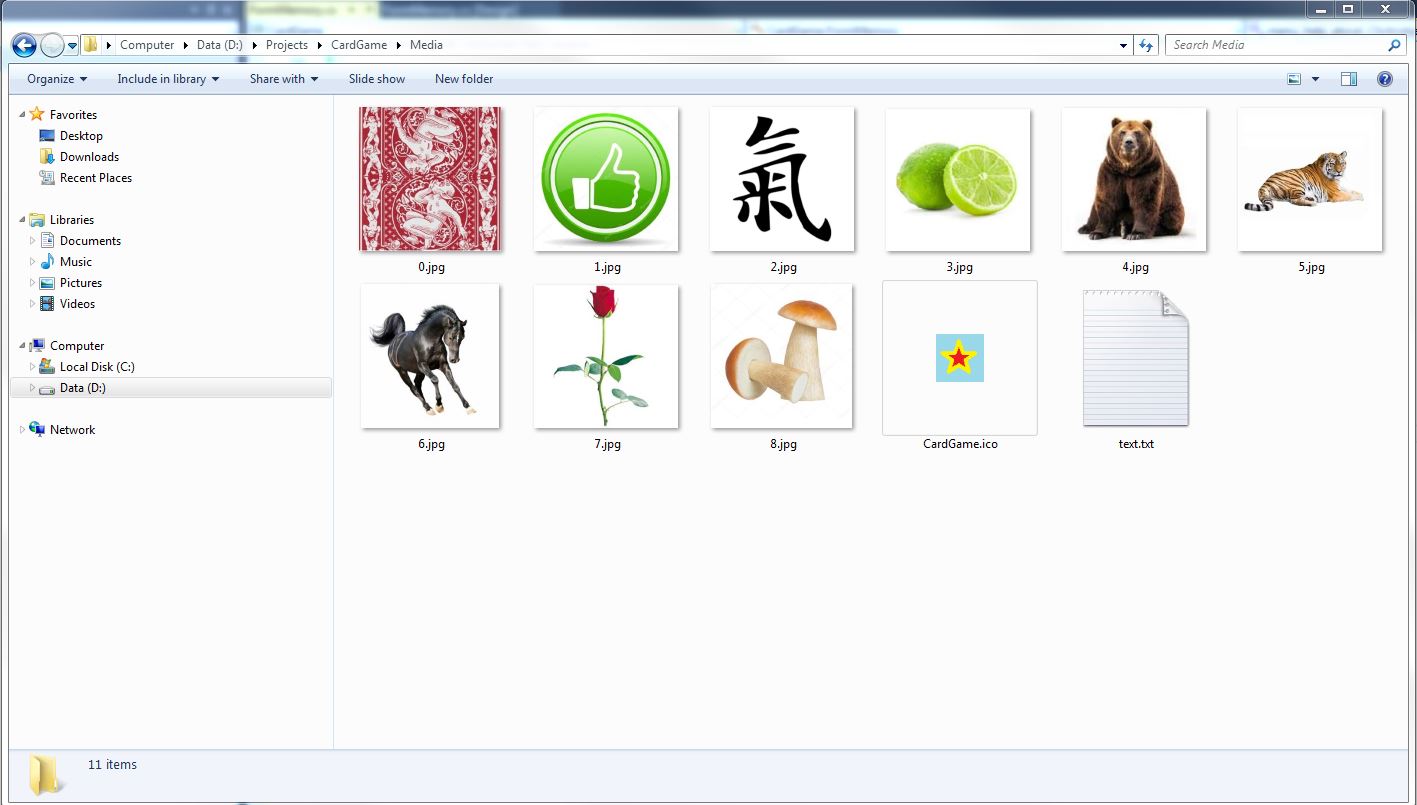 Computer ▸ Data (D:) ▸ Projects ▸ CardGame ▸ Media
Search Media
Organize Include in library Share with Slide show New folder
Favorites
Desktop
Downloads
Recent Places
Libraries
Documents
Music
Pictures
Videos
Computer
Local Disk (C:)
Data (D:)
Network
氣
0.jpg 1.jpg 2.jpg 3.jpg 4.jpg 5.jpg
6.jpg 7.jpg 8.jpg CardGame.ico text.txt
11 items